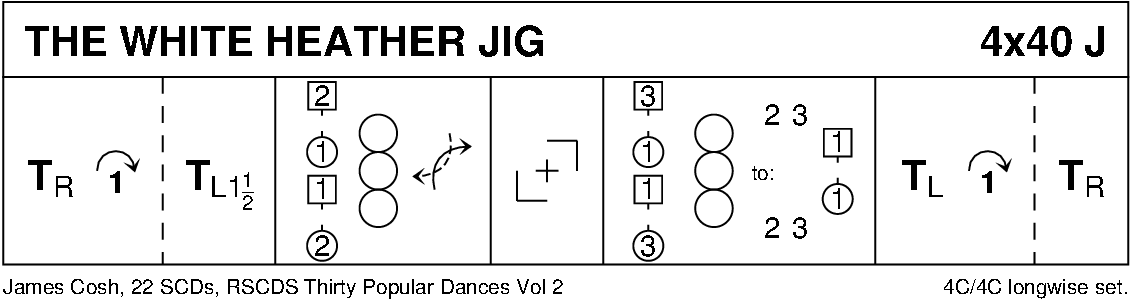 THE WHITE HEATHER JIG 4x40 J
TR 1 TL1½ 2 1 1 2 3 1 1 3 2 3 to: 2 3 1 1 TL 1 TR
James Cosh, 22 SCDs, RSCDS Thirty Popular Dances Vol 2 4C/4C longwise set.